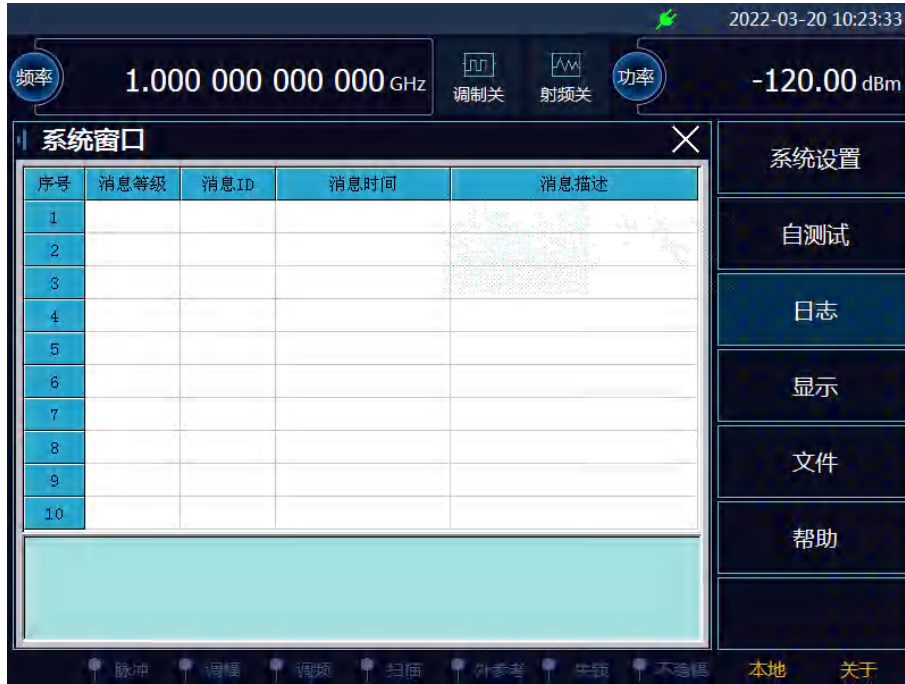 2022-03-20 10:23:33
频率 1.000 000 000 000 GHz 调制关 射频关 功率 -120.00 dBm
系统窗口
序号 消息等级 消息ID 消息时间 消息描述
1
2
3
4
5
6
7
8
9
10
系统设置
自测试
日志
显示
文件
帮助
脉冲 调幅 调频 扫描 外参考 失锁 不稳幅 本地 关于